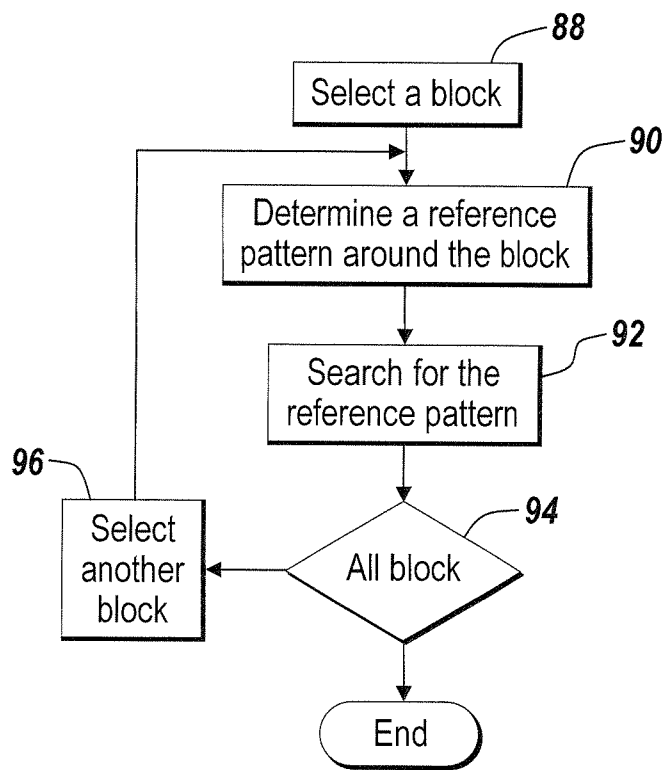 88
Select a block
90
Determine a reference
pattern around the block
92
Search for the
reference pattern
94
All block
96
Select
another
block
End